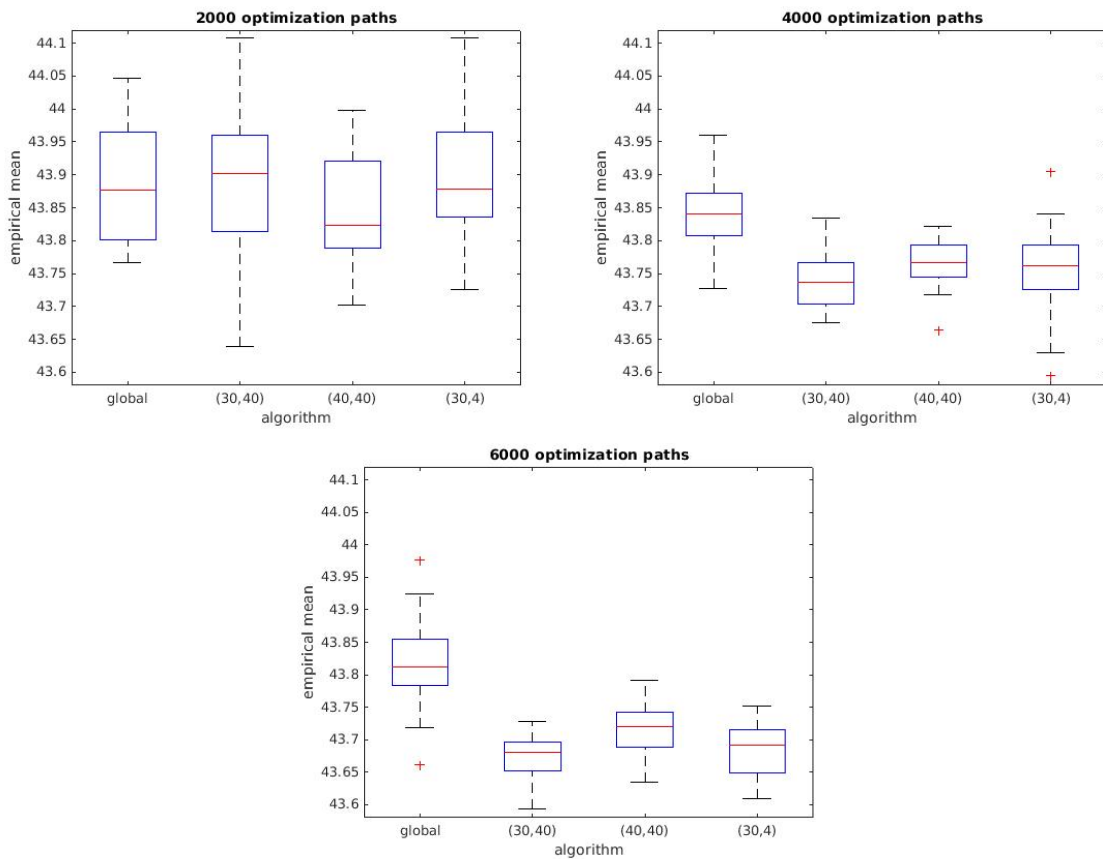 2000 optimization paths
44.1
44.05
44
43.95
43.9
43.85
43.8
43.75
43.7
43.65
43.6
empirical mean
global (30,40) (40,40) (30,4)
algorithm
4000 optimization paths
44.1
44.05
44
43.95
43.9
43.85
43.8
43.75
43.7
43.65
43.6
empirical mean
global (30,40) (40,40) (30,4)
algorithm
6000 optimization paths
44.1
44.05
44
43.95
43.9
43.85
43.8
43.75
43.7
43.65
43.6
empirical mean
global (30,40) (40,40) (30,4)
algorithm